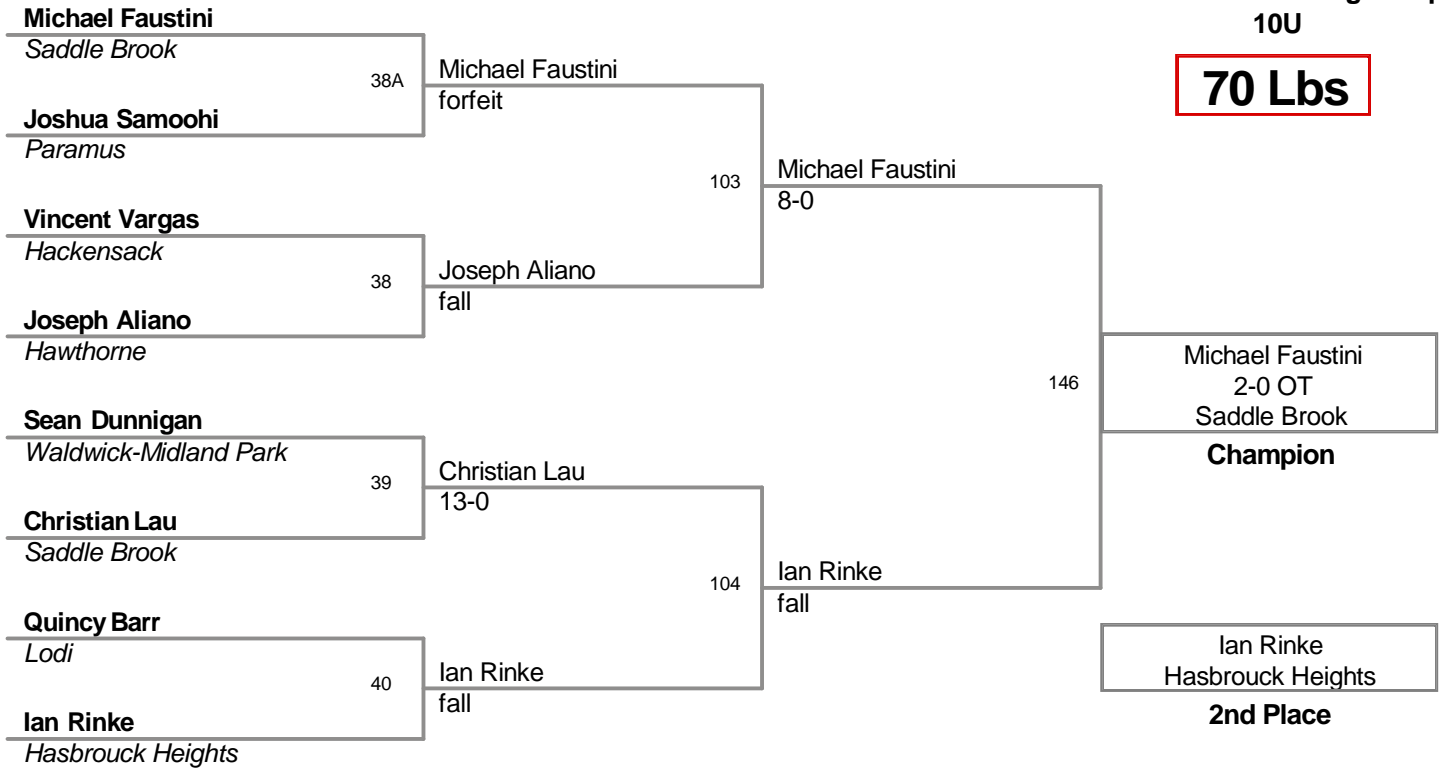 10U
70 Lbs
Michael Faustini
Saddle Brook
38A
Joshua Samoohi
Paramus
Michael Faustini
forfeit
Vincent Vargas
Hackensack
38
Joseph Aliano
Hawthorne
Joseph Aliano
fall
103
Michael Faustini
8-0
Sean Dunnigan
Waldwick-Midland Park
39
Christian Lau
Saddle Brook
Christian Lau
13-0
Quincy Barr
Lodi
40
Ian Rinke
Hasbrouck Heights
Ian Rinke
fall
104
Ian Rinke
fall
146
Michael Faustini
2-0 OT
Saddle Brook
Champion
Ian Rinke
Hasbrouck Heights
2nd Place